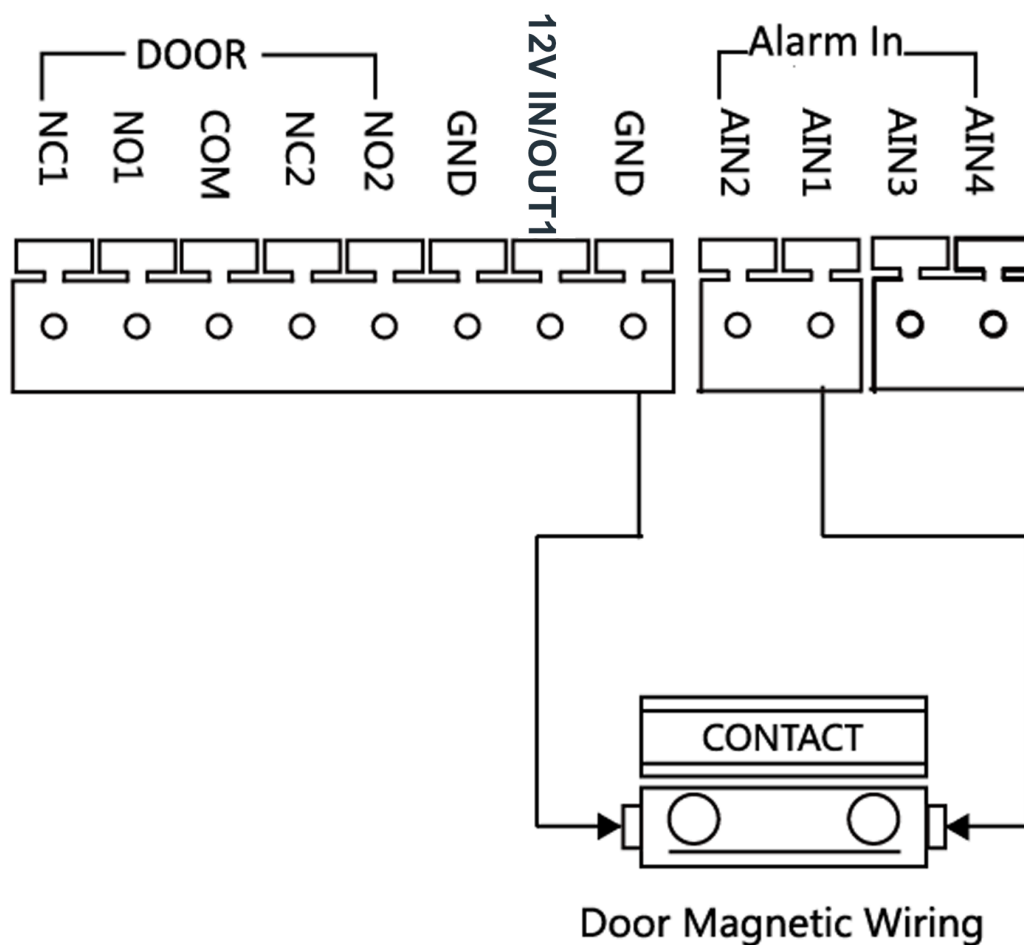 DOOR
Alarm In
NC1
NO1
COM
NC2
NO2
GND
12V IN/OUT1
GND
AIN2
AIN1
AIN3
AIN4
CONTACT
Door Magnetic Wiring